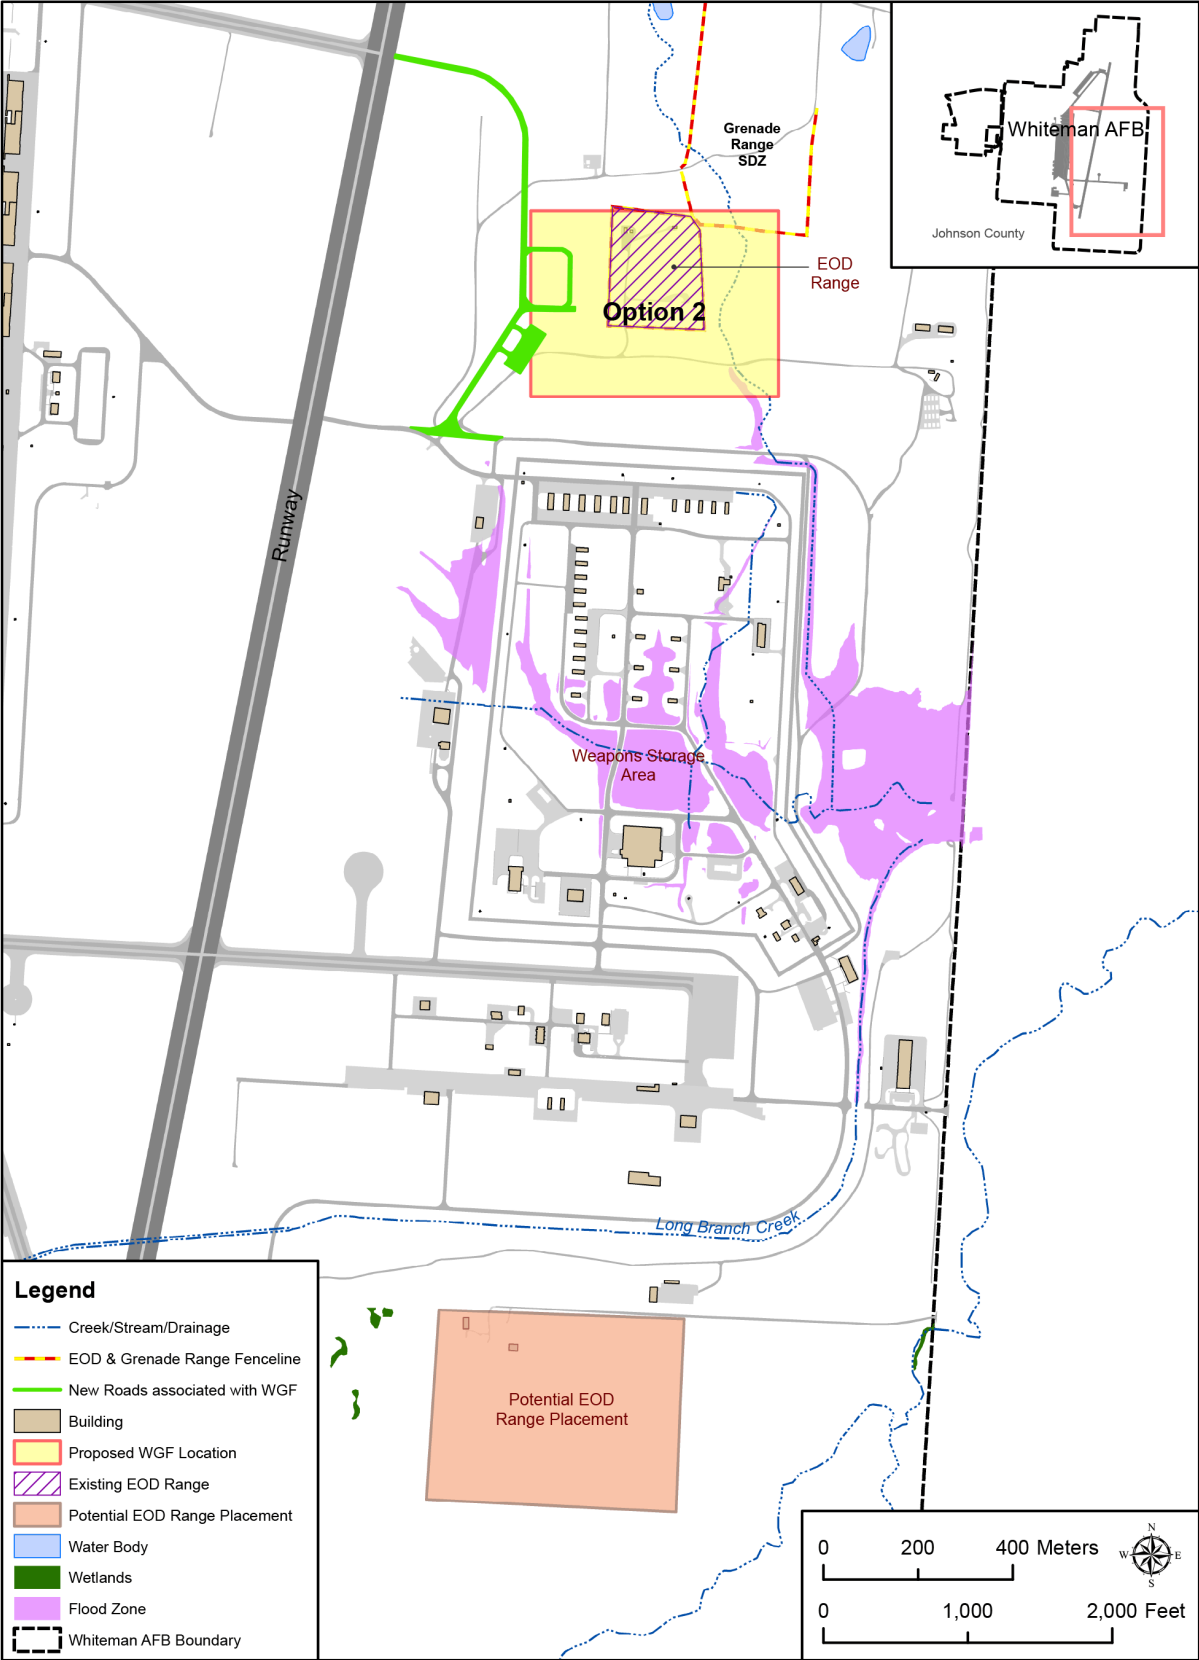 Grenade
Range
SDZ
Whiteman AFB
Johnson County
EOD
Range
Option 2
Runway
Weapons Storage
Area
Long Branch Creek
Potential EOD
Range Placement
Legend
Creek/Stream/Drainage
EOD & Grenade Range Fenceline
New Roads associated with WGF
Building
Proposed WGF Location
Existing EOD Range
Potential EOD Range Placement
Water Body
Wetlands
Flood Zone
Whiteman AFB Boundary
0 200 400 Meters
0 1,000 2,000 Feet
N
W E
S